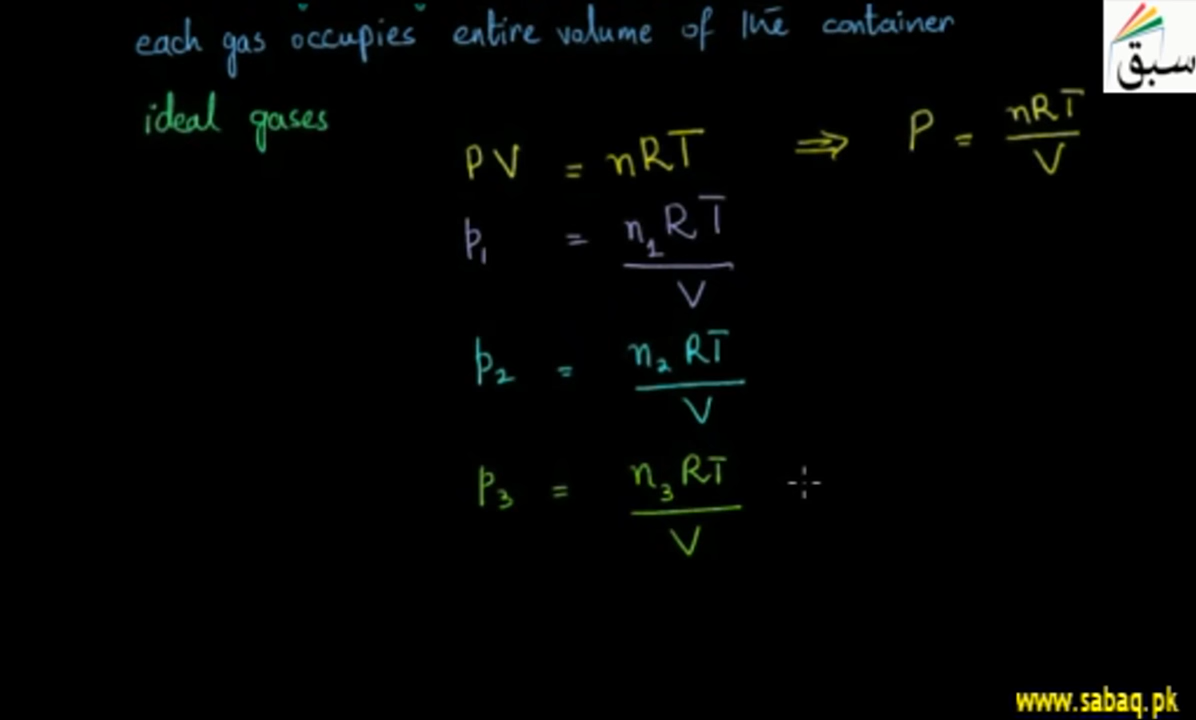 each gas occupies entire volume of the container
سبق
ideal gases
PV = nRT ⇒ P = nRT/V
p₁ = n₁RT/V
p₂ = n₂RT/V
p₃ = n₃RT/V
www.sabaq.pk